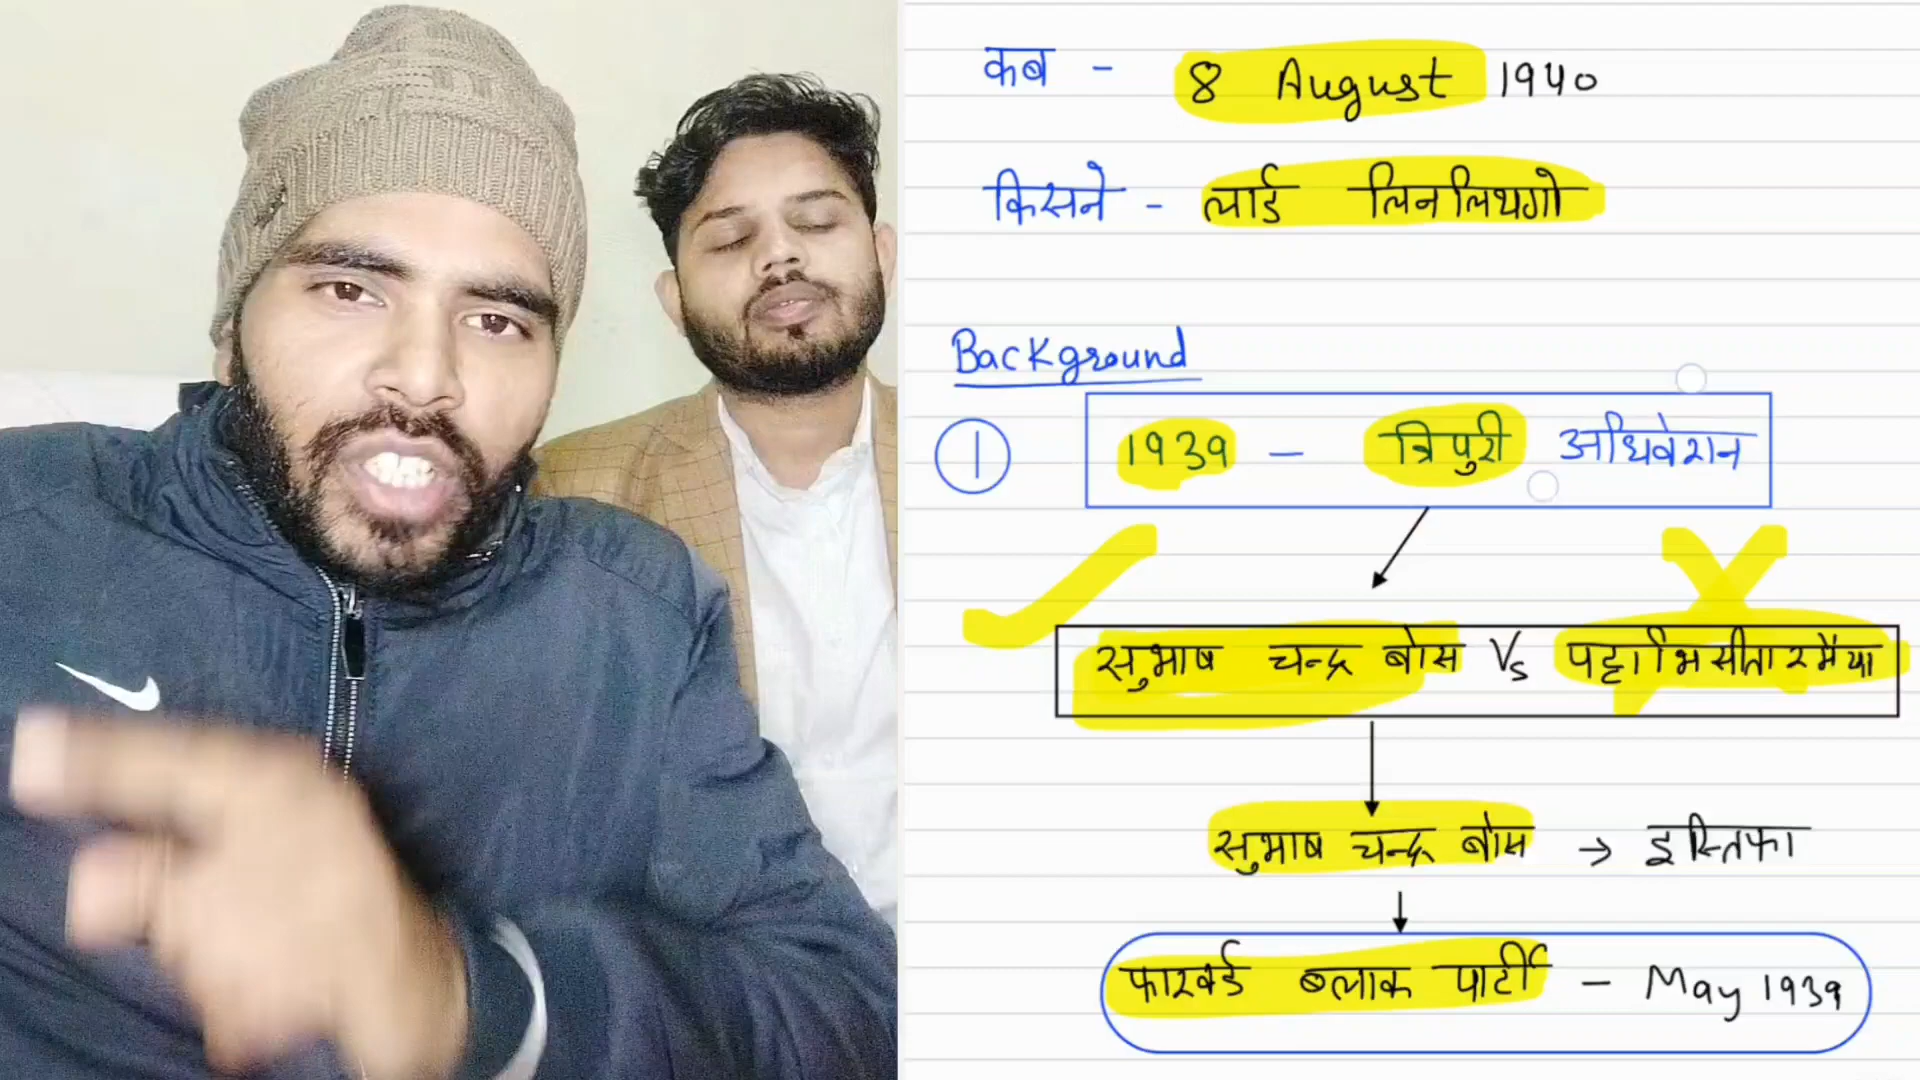 कब - 8 August 1940
किसने - लार्ड लिनलिथगो
Background
① 1939 - त्रिपुरी अधिवेशन
सुभाष चन्द्र बोस Vs पट्टाभिसीतारमैया
सुभाष चन्द्र बोस → इस्तिफा
फारवर्ड ब्लाक पार्टी - May 1939